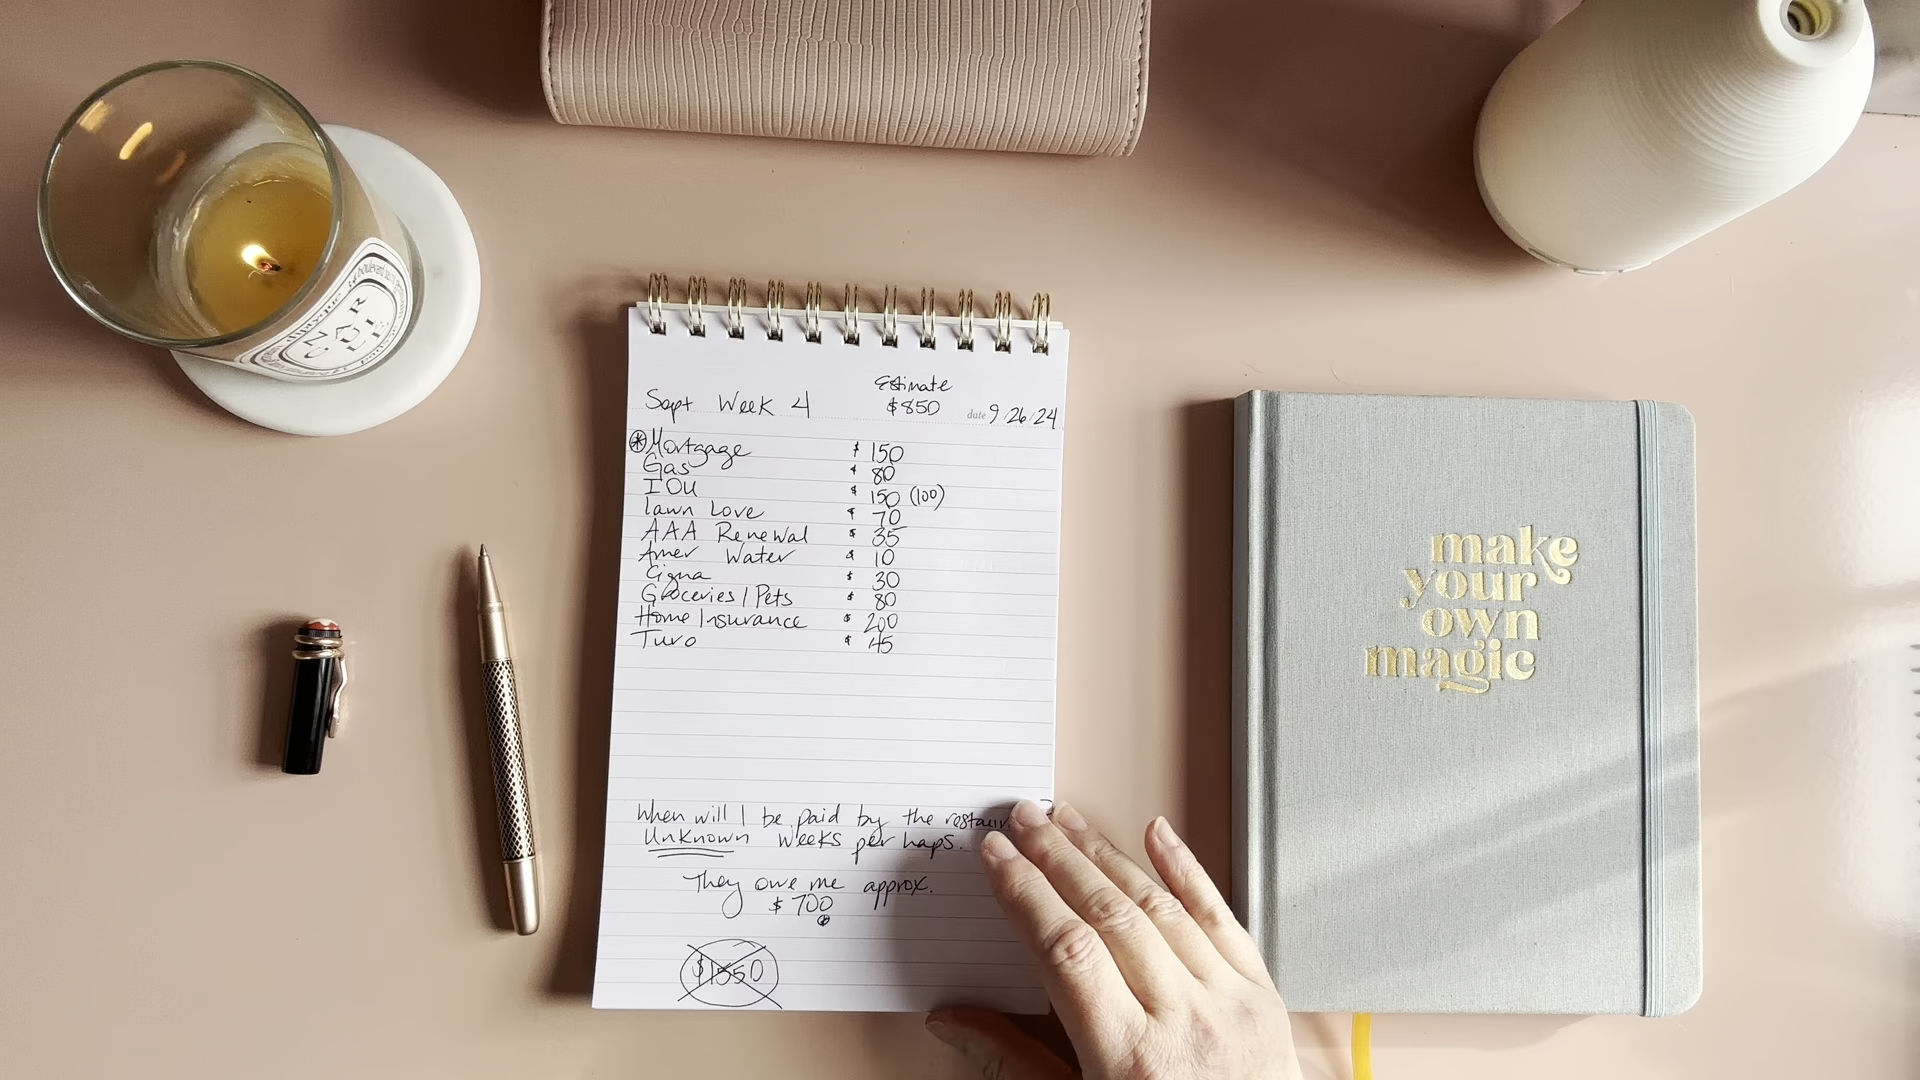 Estimate
Sept Week 4 $850 date 9/26/24
Mortgage $ 150
Gas $ 80
IOU $ 150 (100)
lawn Love $ 70
AAA Renewal $ 35
Amer Water $ 10
Cigna $ 30
Groceries / Pets $ 80
Home Insurance $ 200
Turo $ 45
When will I be paid by the
Unknown weeks perhaps.
They owe me approx.
$ 700
$1550
make
your
own
magic